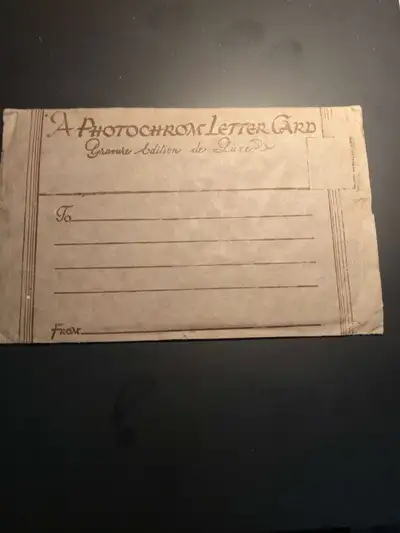 A PHOTOCHROM LETTER CARD
Gravure Edition de Luxe
To
From